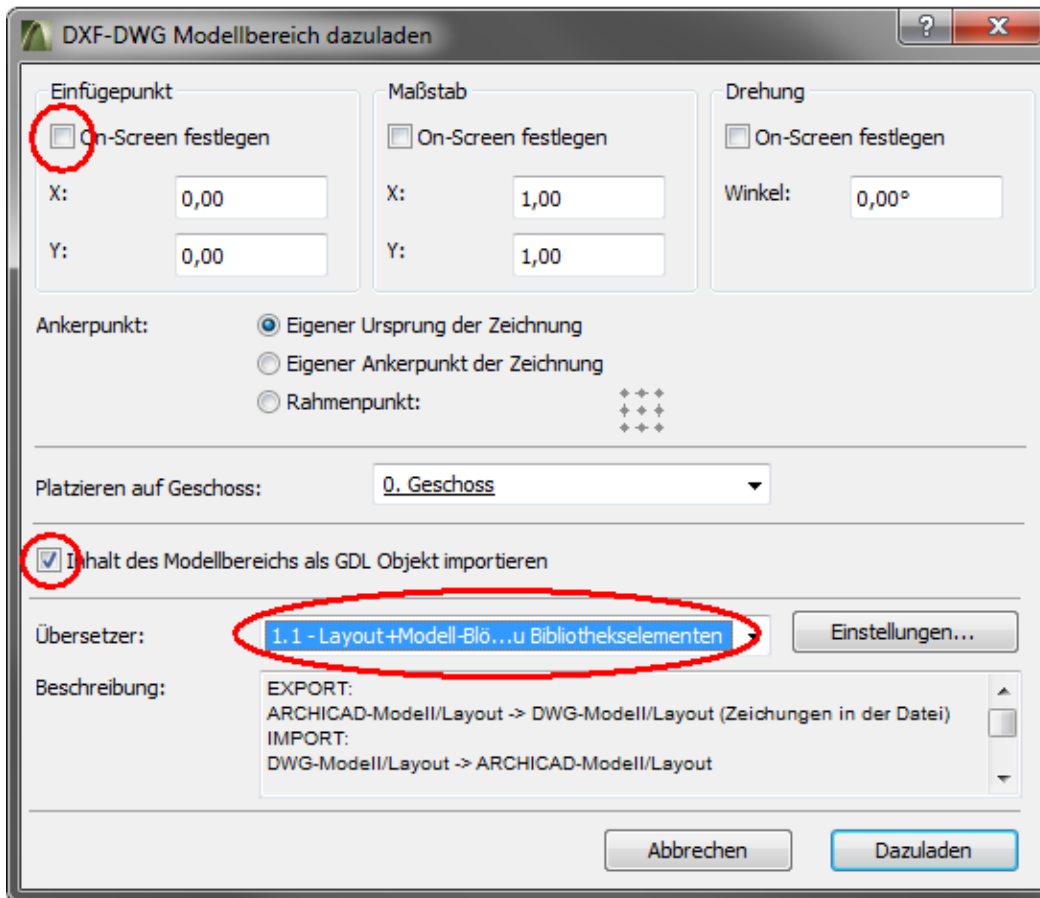 DXF-DWG Modellbereich dazuladen
Einfügepunkt
On-Screen festlegen
X: 0,00
Y: 0,00
Maßstab
On-Screen festlegen
X: 1,00
Y: 1,00
Drehung
On-Screen festlegen
Winkel: 0,00°
Ankerpunkt: Eigener Ursprung der Zeichnung
Eigener Ankerpunkt der Zeichnung
Rahmenpunkt:
Platzieren auf Geschoss: 0. Geschoss
Inhalt des Modellbereichs als GDL Objekt importieren
Übersetzer: 1.1 - Layout+Modell-Blö...u Bibliothekselementen Einstellungen...
Beschreibung: EXPORT:
ARCHICAD-Modell/Layout -> DWG-Modell/Layout (Zeichungen in der Datei)
IMPORT:
DWG-Modell/Layout -> ARCHICAD-Modell/Layout
Abbrechen Dazuladen